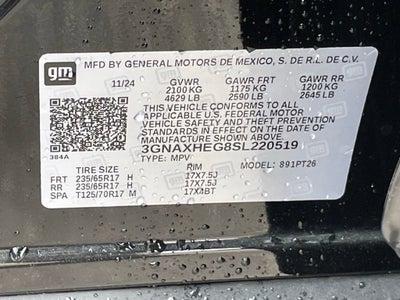 gm
MFD BY GENERAL MOTORS DE MEXICO, S. DE R.L. DE C.V.
11/24 GVWR GAWR FRT GAWR RR
2100 KG 1175 KG 1200 KG
4629 LB 2590 LB 2645 LB
THIS VEHICLE CONFORMS TO ALL
APPLICABLE U.S. FEDERAL MOTOR
VEHICLE SAFETY AND THEFT PREVENTION
STANDARDS IN EFFECT ON THE DATE
OF MANUFACTURE SHOWN ABOVE.
3GNAXHEG8SL220519
384A TYPE: MPV MODEL: 891PT26
TIRE SIZE RIM
FRT 235/65R17 H 17X7.5J
RR 235/65R17 H 17X7.5J
SPA T125/70R17 M 17X4BT